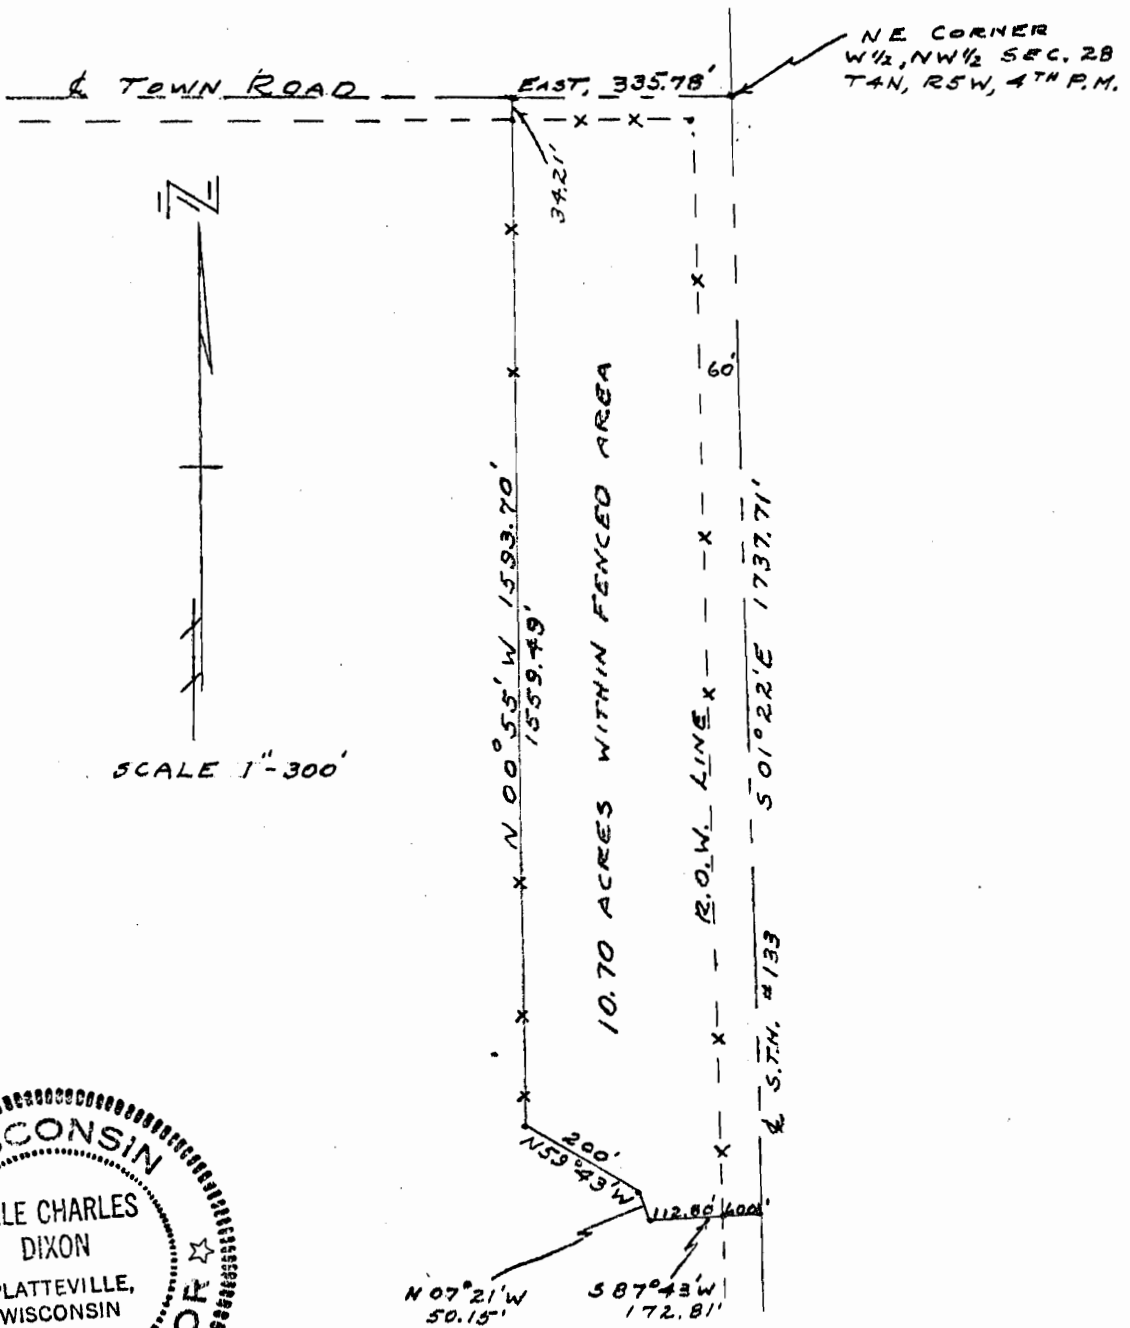 NE CORNER
W½, NW½ SEC. 28
T4N, R5W, 4TH P.M.
℄ TOWN ROAD
EAST, 335.78'
34.21'
N
60'
N 00°55'W 1593.70'
1559.49'
10.70 ACRES WITHIN FENCED AREA
R.O.W. LINE
S 01°22'E 1737.71'
℄ S.T.H. #133
SCALE 1"-300'
200'
N59°43'W
112.80'
N 07°21'W
50.15'
S 87°43'W
172.81'
CONSIN
LE CHARLES
DIXON
PLATTEVILLE,
WISCONSIN
OR